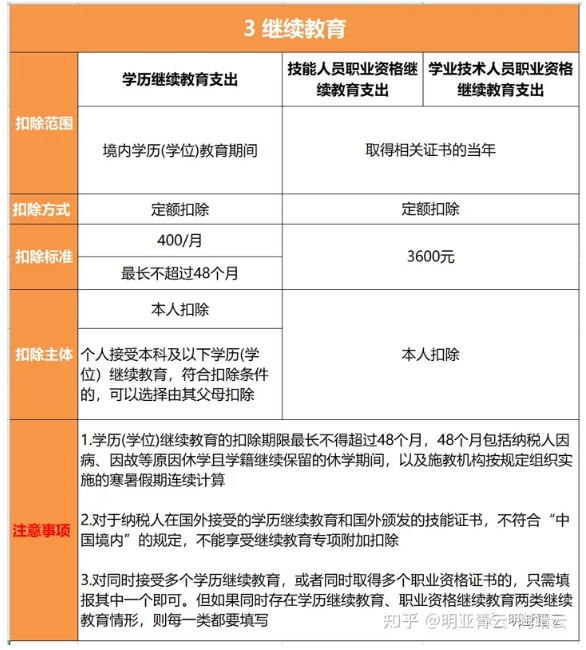 3 继续教育
学历继续教育支出
技能人员职业资格继
续教育支出
学业技术人员职业资格
继续教育支出
扣除范围
境内学历(学位)教育期间
取得相关证书的当年
扣除方式
定额扣除
定额扣除
扣除标准
400/月
最长不超过48个月
3600元
扣除主体
本人扣除
个人接受本科及以下学历(学
位）继续教育，符合扣除条件
的，可以选择由其父母扣除
本人扣除
注意事项
1.学历(学位)继续教育的扣除期限最长不得超过48个月，48个月包括纳税人因
病、因故等原因休学且学籍继续保留的休学期间，以及施教机构按规定组织实
施的寒暑假期连续计算
2.对于纳税人在国外接受的学历继续教育和国外颁发的技能证书，不符合“中
国境内”的规定，不能享受继续教育专项附加扣除
3.对同时接受多个学历继续教育，或者同时取得多个职业资格证书的，只需填
报其中一个即可。但如果同时存在学历继续教育、职业资格继续教育两类继续
教育情形，则每一类都要填写
知乎 @明亚青云